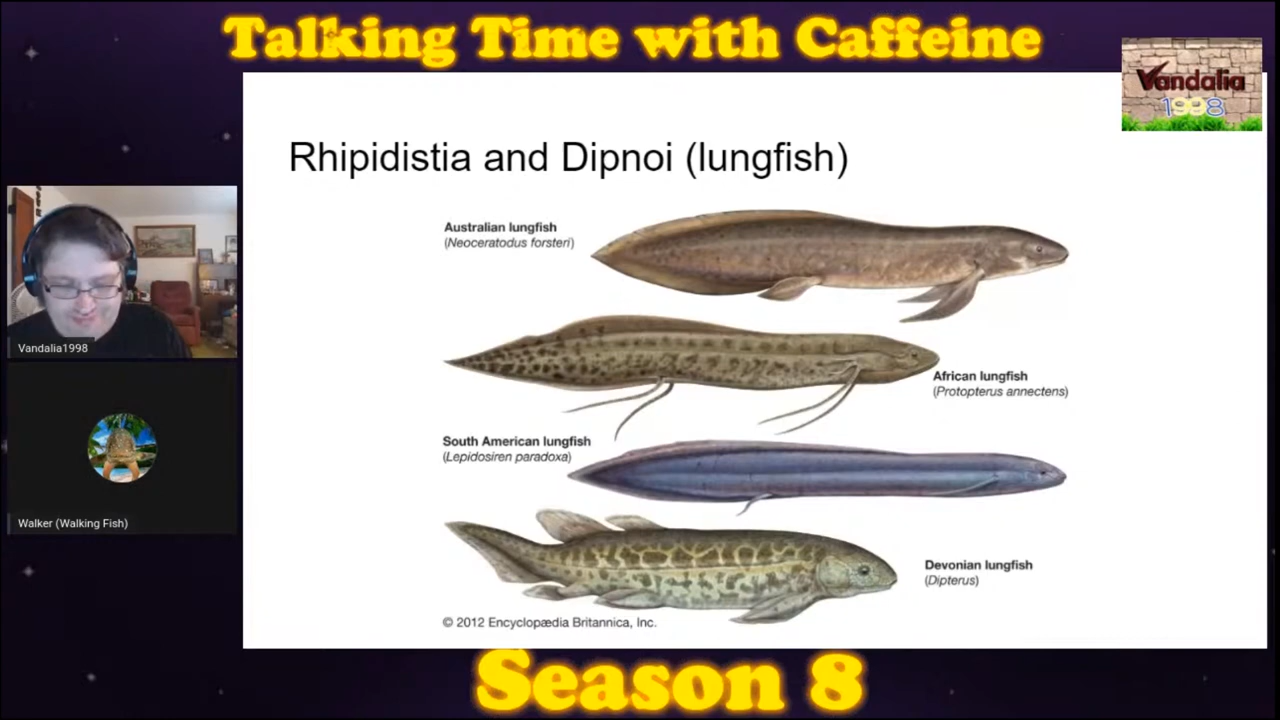 Talking Time with Caffeine
Vandalia
1998
Rhipidistia and Dipnoi (lungfish)
Australian lungfish
(Neoceratodus forsteri)
African lungfish
(Protopterus annectens)
South American lungfish
(Lepidosiren paradoxa)
Devonian lungfish
(Dipterus)
© 2012 Encyclopædia Britannica, Inc.
Vandalia1998
Walker (Walking Fish)
Season 8